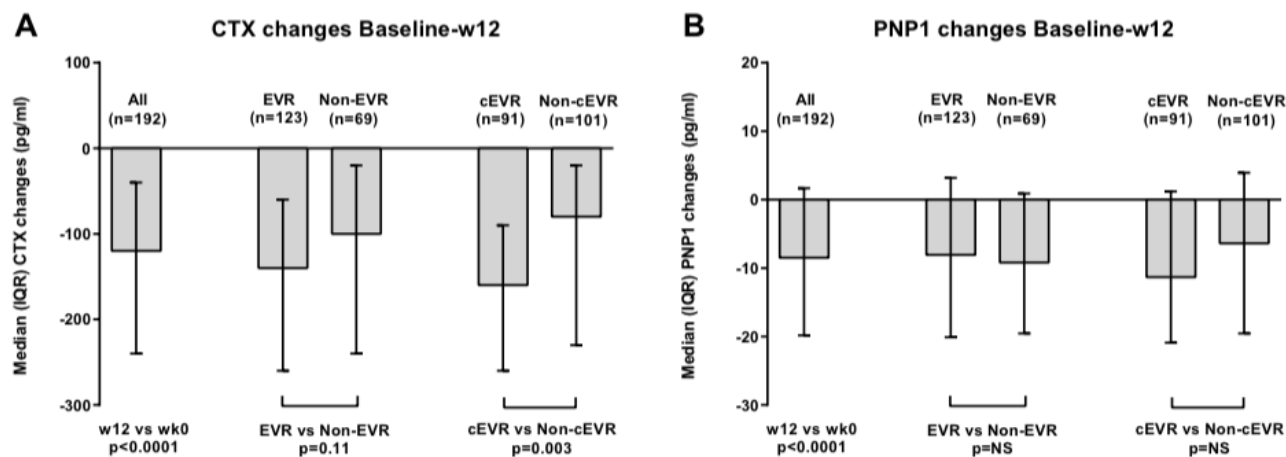 A
CTX changes Baseline-w12
Median (IQR) CTX changes (pg/ml)
100
0
-100
-200
-300
All
(n=192)
EVR
(n=123)
Non-EVR
(n=69)
cEVR
(n=91)
Non-cEVR
(n=101)
w12 vs wk0
p<0.0001
EVR vs Non-EVR
p=0.11
cEVR vs Non-cEVR
p=0.003
B
PNP1 changes Baseline-w12
Median (IQR) PNP1 changes (pg/ml)
20
10
0
-10
-20
-30
All
(n=192)
EVR
(n=123)
Non-EVR
(n=69)
cEVR
(n=91)
Non-cEVR
(n=101)
w12 vs wk0
p<0.0001
EVR vs Non-EVR
p=NS
cEVR vs Non-cEVR
p=NS